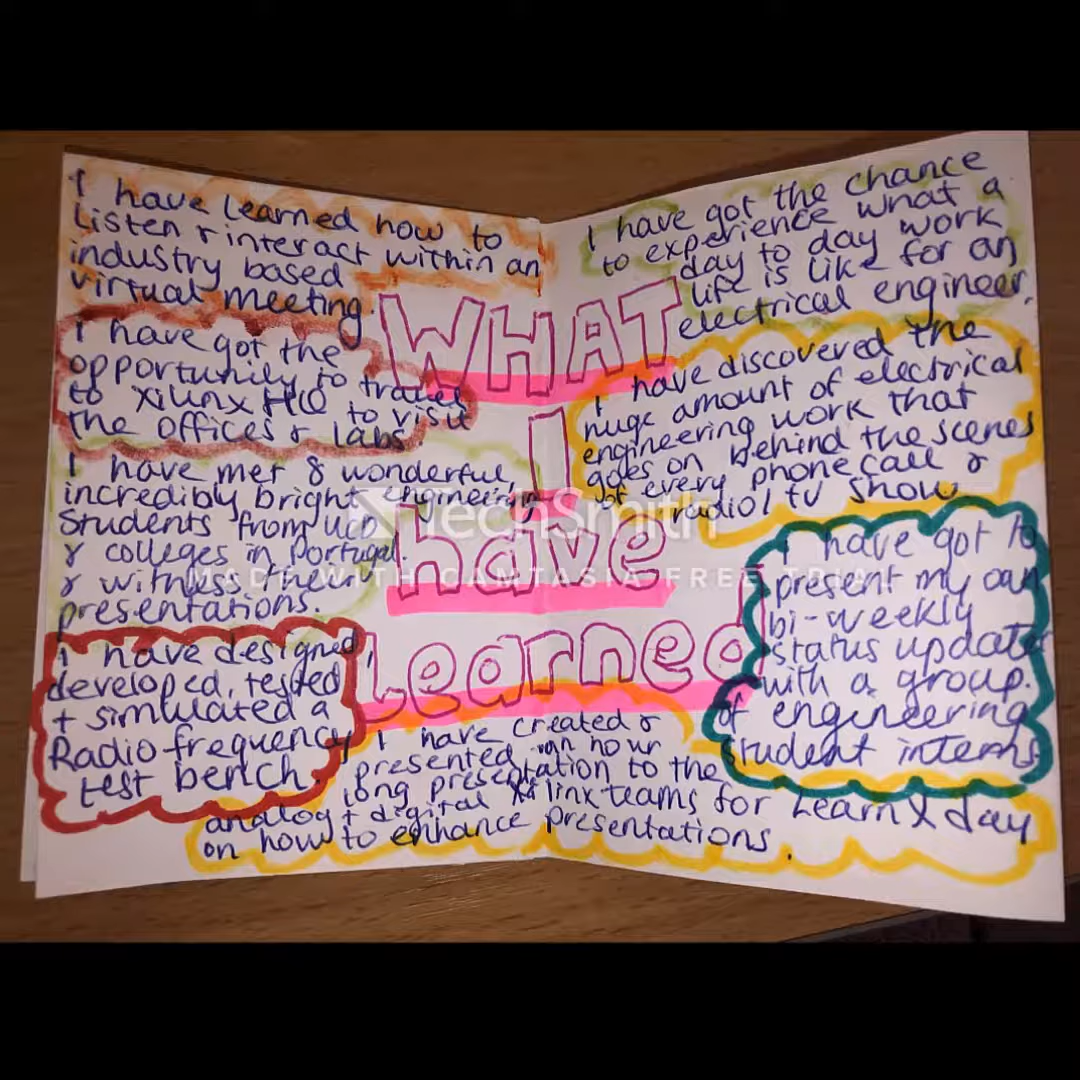 I have learned how to
listen & interact within an
industry based
virtual meeting.
I have got the
opportunity to travel
to Xilinx HQ to visit
the offices & labs
I have met 8 wonderful,
incredibly bright engineering
students from UCD
& colleges in Portugal.
& witness their
presentations.
I have designed,
developed, tested
+ simulated a
Radio frequency
test bench.
WHAT
I
have
Learned
I have created &
presented an hour
long presentation to the
analog + digital Xilinx teams for Learn X day
on how to enhance presentations.
I have got the chance
to experience what a
day to day work
life is like for an
electrical engineer.
I have discovered the
huge amount of electrical
engineering work that
goes on behind the scenes
of every phone call &
radio/tv show
I have got to
present my own
bi-weekly
status update
with a group.
of engineering
student interns
TechSmith
MADE WITH CAMTASIA FREE TRIAL